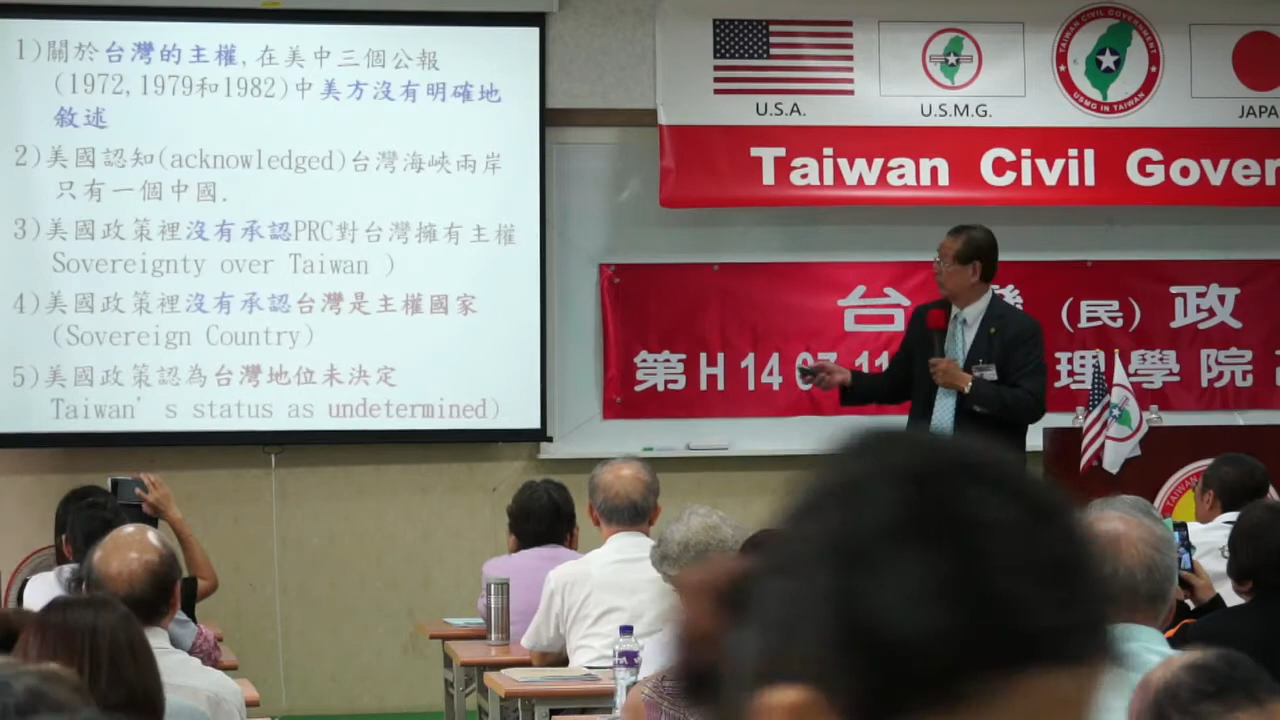 1)關於台灣的主權,在美中三個公報
(1972,1979和1982)中美方沒有明確地
敘述
2)美國認知(acknowledged)台灣海峽兩岸
只有一個中國.
3)美國政策裡沒有承認PRC對台灣擁有主權
Sovereignty over Taiwan )
4)美國政策裡沒有承認台灣是主權國家
(Sovereign Country)
5)美國政策認為台灣地位未決定
Taiwan's status as undetermined)
U.S.A.
U.S.M.G.
TAIWAN CIVIL GOVERNMENT
USMG IN TAIWAN
JAPA
Taiwan Civil Gover
台 (民) 政
第H 14 07 11 理學院
TAIWAN